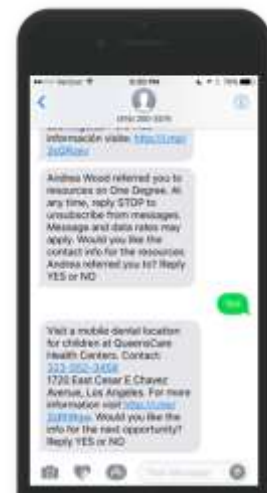 información visite:
Andrea Wood referred you to
resources on One Degree. At
any time, reply STOP to
unsubscribe from messages.
Message and data rates may
apply. Would you like the
contact info for the resources
Andrea referred you to? Reply
YES or NO
Yes
Visit a mobile dental location
for children at QueensCare
Health Centers. Contact:
1720 East Cesar E Chavez
Avenue, Los Angeles. For more
information visit
Would you like the
info for the next opportunity?
Reply YES or NO